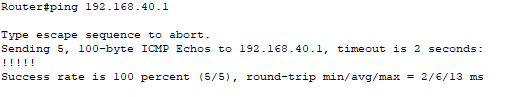 Router#ping 192.168.40.1
Type escape sequence to abort.
Sending 5, 100-byte ICMP Echos to 192.168.40.1, timeout is 2 seconds:
!!!!!
Success rate is 100 percent (5/5), round-trip min/avg/max = 2/6/13 ms